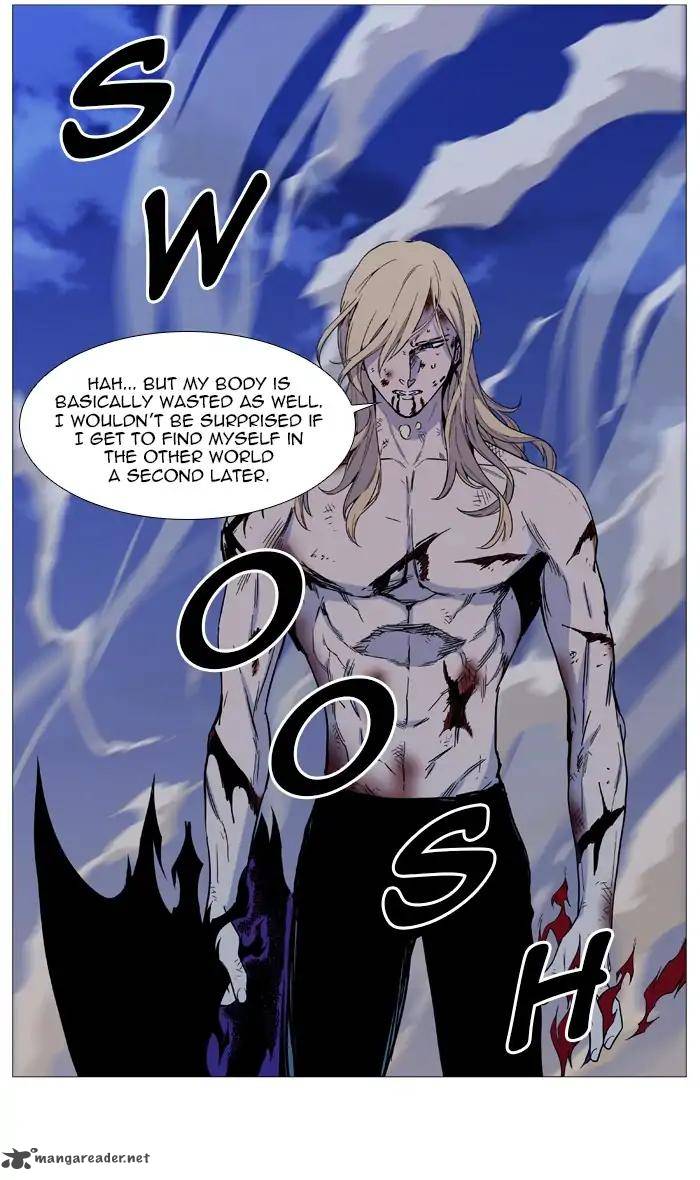 SWOOSH
HAH... BUT MY BODY IS
BASICALLY WASTED AS WELL.
I WOULDN'T BE SURPRISED IF
I GET TO FIND MYSELF IN
THE OTHER WORLD
A SECOND LATER.
mangareader.net